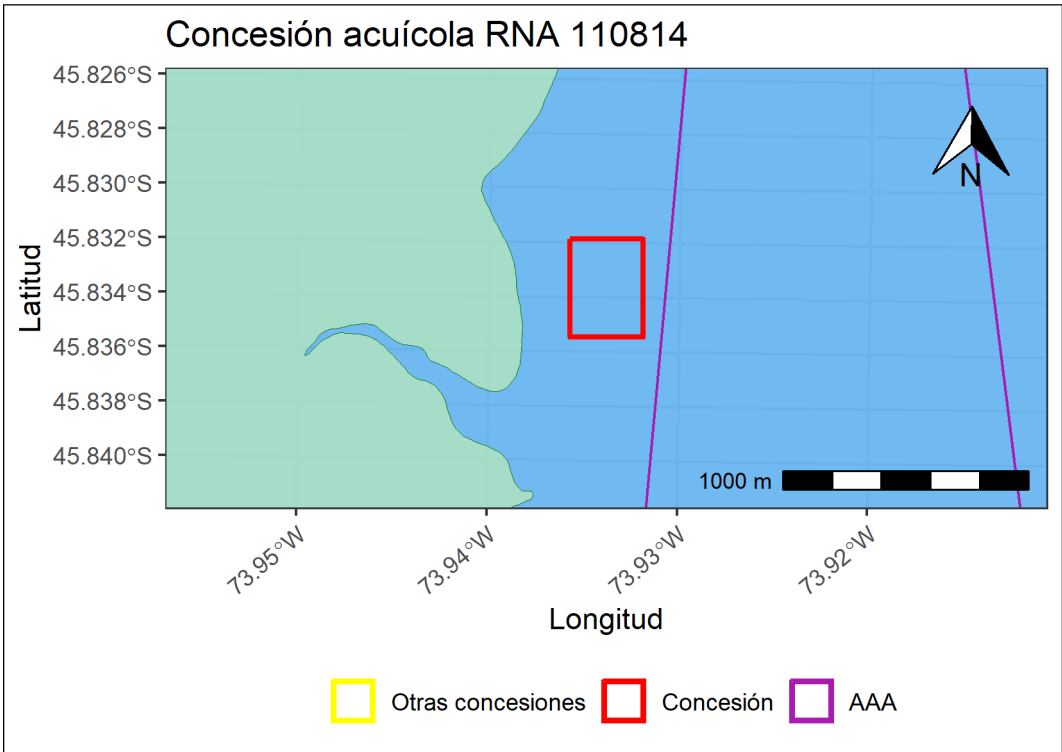 Concesión acuícola RNA 110814
45.826°S
45.828°S
45.830°S
45.832°S
45.834°S
45.836°S
45.838°S
45.840°S
Latitud
N
1000 m
73.95°W
73.94°W
73.93°W
73.92°W
Longitud
Otras concesiones
Concesión
AAA